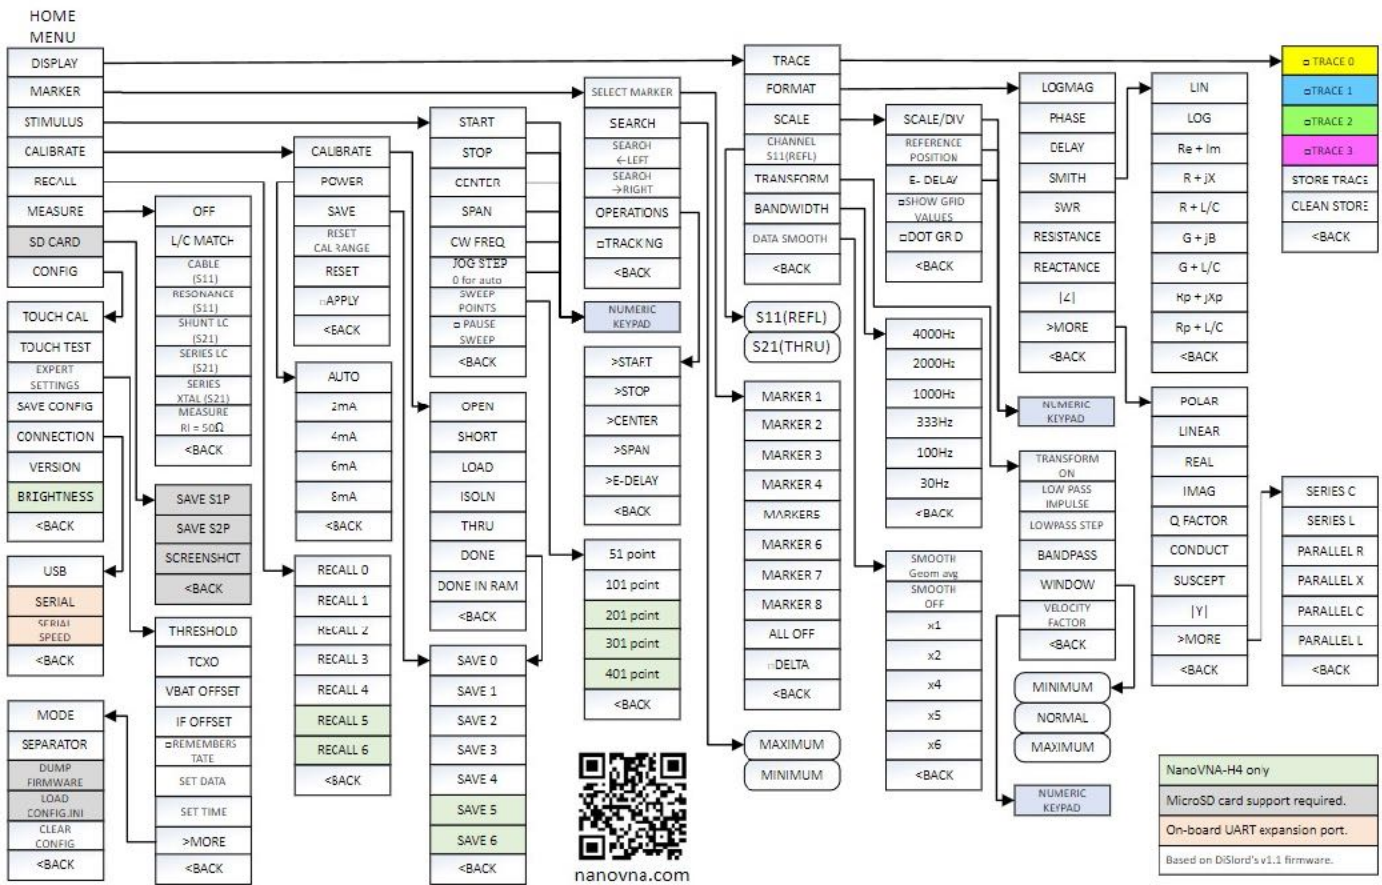 HOME
MENU
DISPLAY
MARKER
STIMULUS
CALIBRATE
RECALL
MEASURE
SD CARD
CONFIG
TOUCH CAL
TOUCH TEST
EXPERT
SETTINGS
SAVE CONFIG
CONNECTION
VERSION
BRIGHTNESS
<BACK
USB
SERIAL
SERIAL
SPEED
<BACK
MODE
SEPARATOR
DUMP
FIRMWARE
LOAD
CONFIG.INI
CLEAR
CONFIG
<BACK
OFF
L/C MATCH
CABLE
(S11)
RESONANCE
(S11)
SHUNT LC
(S21)
SERIES LC
(S21)
SERIES
XTAL (S21)
MEASURE
Rl = 50Ω
<BACK
SAVE S1P
SAVE S2P
SCREENSHOT
<BACK
THRESHOLD
TCXO
VBAT OFFSET
IF OFFSET
□REMEMBERS
TATE
SET DATA
SET TIME
>MORE
<BACK
CALIBRATE
POWER
SAVE
RESET
CAL RANGE
RESET
□APPLY
<BACK
AUTO
2mA
4mA
6mA
8mA
<BACK
RECALL 0
RECALL 1
RECALL 2
RECALL 3
RECALL 4
RECALL 5
RECALL 6
<BACK
START
STOP
CENTER
SPAN
CW FREQ
JOG STEP
0 for auto
SWEEP
POINTS
□ PAUSE
SWEEP
<BACK
OPEN
SHORT
LOAD
ISOLN
THRU
DONE
DONE IN RAM
<BACK
SAVE 0
SAVE 1
SAVE 2
SAVE 3
SAVE 4
SAVE 5
SAVE 6
<BACK
SELECT MARKER
SEARCH
SEARCH
←LEFT
SEARCH
→RIGHT
OPERATIONS
□TRACKING
<BACK
NUMERIC
KEYPAD
>START
>STOP
>CENTER
>SPAN
>E-DELAY
<BACK
51 point
101 point
201 point
301 point
401 point
<BACK
nanovna.com
TRACE
FORMAT
SCALE
CHANNEL
S11(REFL)
TRANSFORM
BANDWIDTH
DATA SMOOTH
<BACK
S11(REFL)
S21(THRU)
MARKER 1
MARKER 2
MARKER 3
MARKER 4
MARKER5
MARKER 6
MARKER 7
MARKER 8
ALL OFF
□DELTA
<BACK
MAXIMUM
MINIMUM
SCALE/DIV
REFERENCE
POSITION
E- DELAY
□SHOW GRID
VALUES
□DOT GRID
<BACK
4000Hz
2000Hz
1000Hz
333Hz
100Hz
30Hz
<BACK
SMOOTH
Geom avg
SMOOTH
OFF
x1
x2
x4
x5
x6
<BACK
LOGMAG
PHASE
DELAY
SMITH
SWR
RESISTANCE
REACTANCE
|Z|
>MORE
<BACK
NUMERIC
KEYPAD
TRANSFORM
ON
LOW PASS
IMPULSE
LOWPASS STEP
BANDPASS
WINDOW
VELOCITY
FACTOR
<BACK
MINIMUM
NORMAL
MAXIMUM
NUMERIC
KEYPAD
LIN
LOG
Re + Im
R + jX
R + L/C
G + jB
G + L/C
Rp + jXp
Rp + L/C
<BACK
POLAR
LINEAR
REAL
IMAG
Q FACTOR
CONDUCT
SUSCEPT
|Y|
>MORE
<BACK
□ TRACE 0
□TRACE 1
□TRACE 2
□TRACE 3
STORE TRACE
CLEAN STORE
<BACK
SERIES C
SERIES L
PARALLEL R
PARALLEL X
PARALLEL C
PARALLEL L
<BACK
NanoVNA-H4 only
MicroSD card support required.
On-board UART expansion port.
Based on DiSlord's v1.1 firmware.